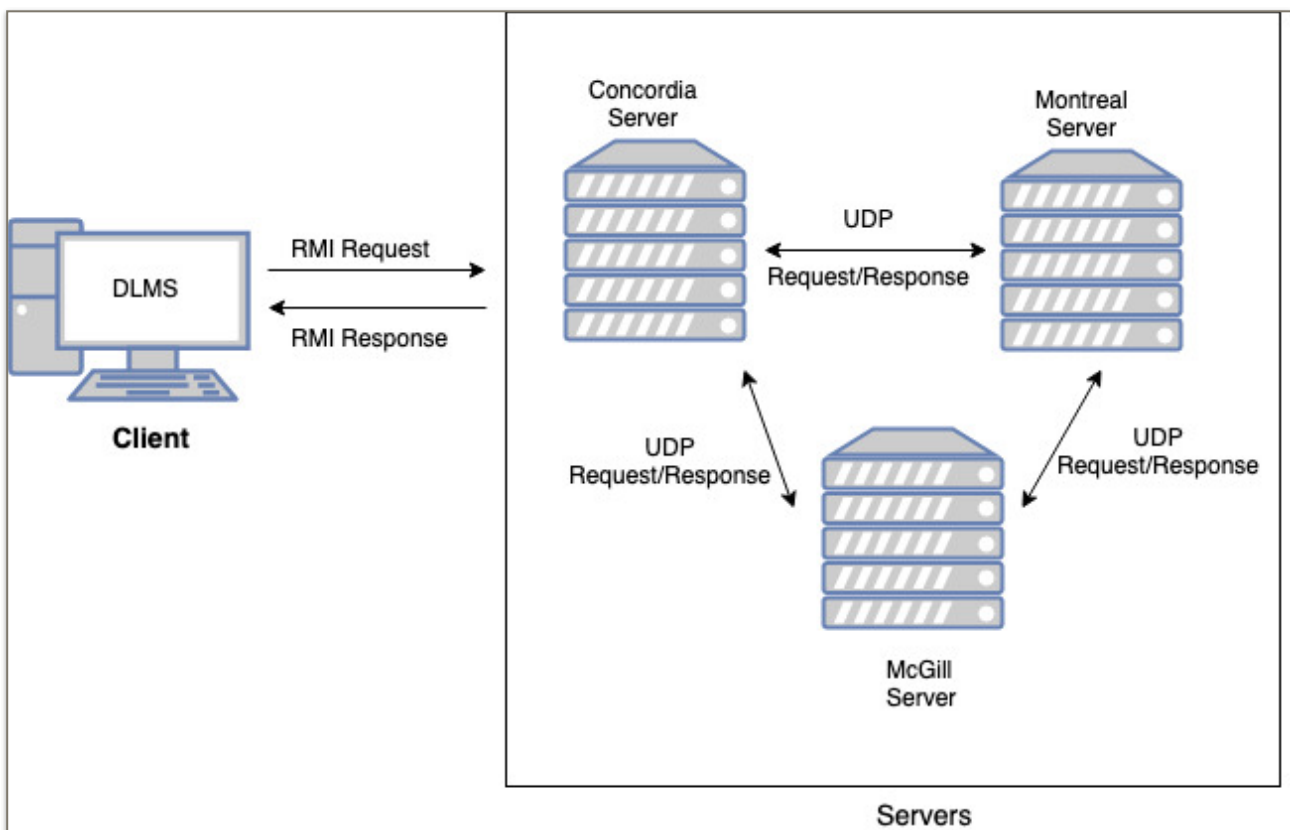 Concordia
Server
Montreal
Server
UDP
Request/Response
RMI Request
DLMS
RMI Response
Client
UDP
Request/Response
UDP
Request/Response
McGill
Server
Servers